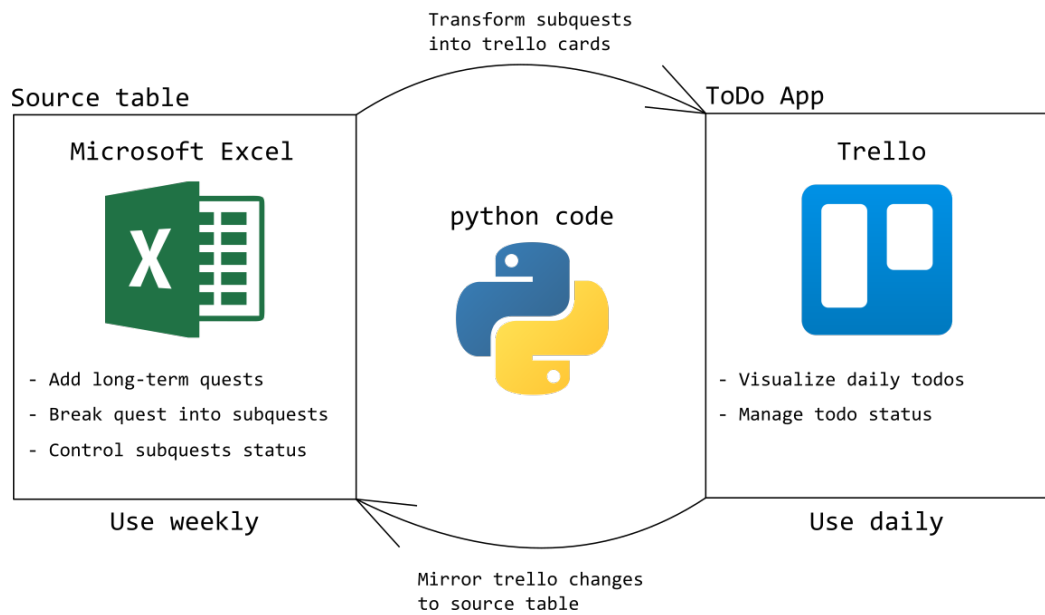 Transform subquests
into trello cards
Source table
Microsoft Excel
X
- Add long-term quests
- Break quest into subquests
- Control subquests status
Use weekly
python code
ToDo App
Trello
- Visualize daily todos
- Manage todo status
Use daily
Mirror trello changes
to source table